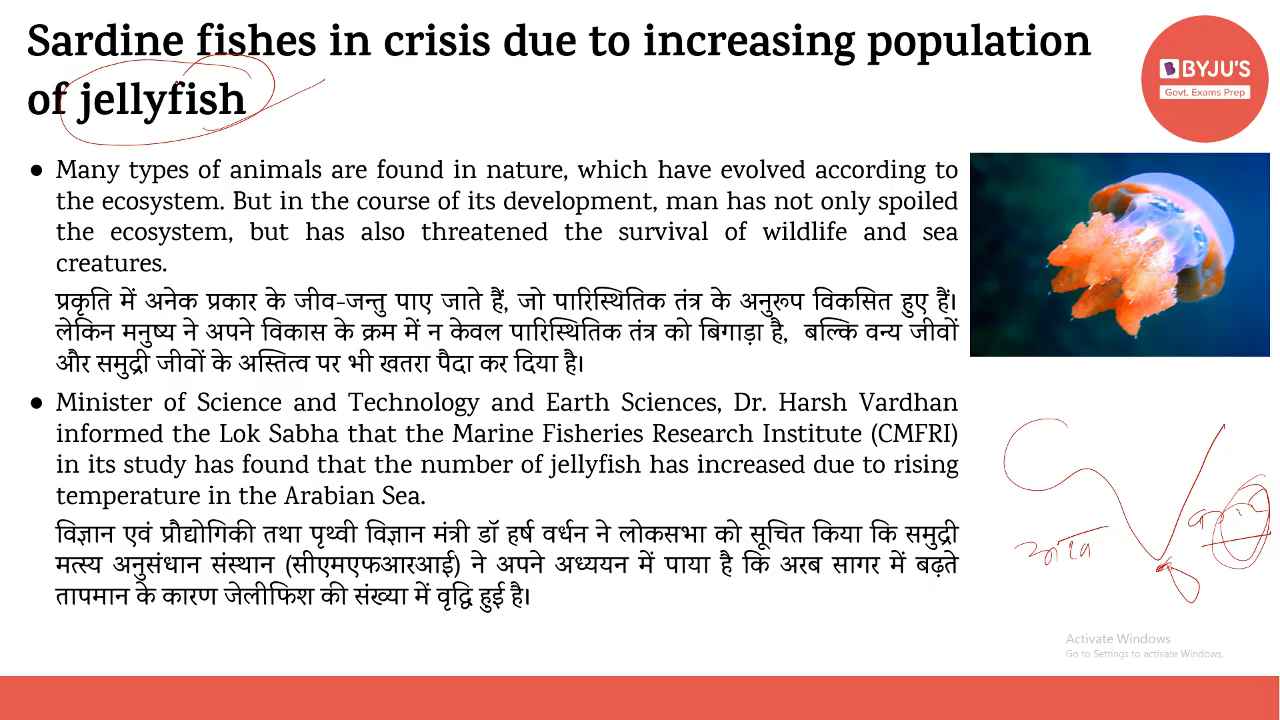 Sardine fishes in crisis due to increasing population
of jellyfish
BYJU'S
Govt. Exams Prep
● Many types of animals are found in nature, which have evolved according to
the ecosystem. But in the course of its development, man has not only spoiled
the ecosystem, but has also threatened the survival of wildlife and sea
creatures.
प्रकृति में अनेक प्रकार के जीव-जन्तु पाए जाते हैं, जो पारिस्थितिक तंत्र के अनुरूप विकसित हुए हैं।
लेकिन मनुष्य ने अपने विकास के क्रम में न केवल पारिस्थितिक तंत्र को बिगाड़ा है, बल्कि वन्य जीवों
और समुद्री जीवों के अस्तित्व पर भी खतरा पैदा कर दिया है।
● Minister of Science and Technology and Earth Sciences, Dr. Harsh Vardhan
informed the Lok Sabha that the Marine Fisheries Research Institute (CMFRI)
in its study has found that the number of jellyfish has increased due to rising
temperature in the Arabian Sea.
विज्ञान एवं प्रौद्योगिकी तथा पृथ्वी विज्ञान मंत्री डॉ हर्ष वर्धन ने लोकसभा को सूचित किया कि समुद्री
मत्स्य अनुसंधान संस्थान (सीएमएफआरआई) ने अपने अध्ययन में पाया है कि अरब सागर में बढ़ते
तापमान के कारण जेलीफिश की संख्या में वृद्धि हुई है।
Activate Windows
Go to Settings to activate Windows.